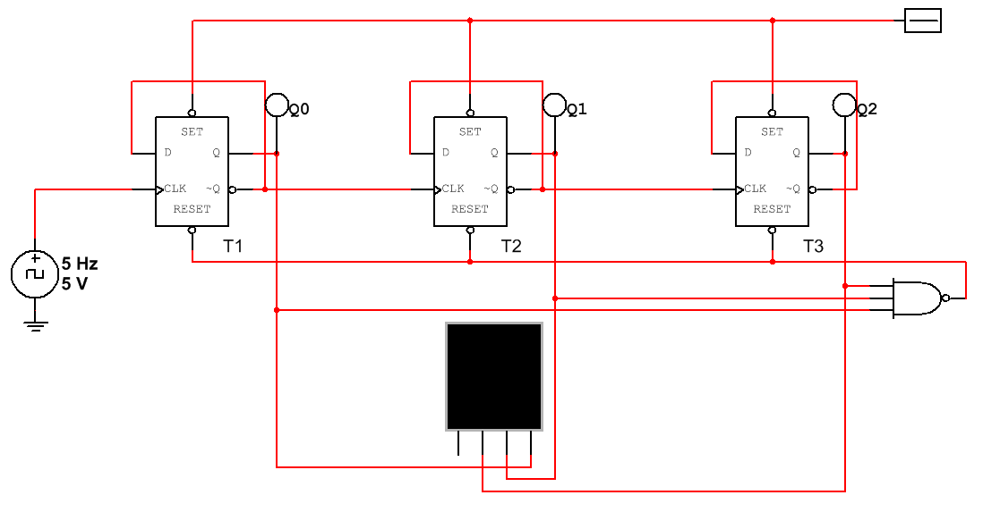 Q0
Q1
Q2
SET
SET
SET
D Q
D Q
D Q
CLK ~Q
CLK ~Q
CLK ~Q
RESET
RESET
RESET
T1
T2
T3
5 Hz
5 V